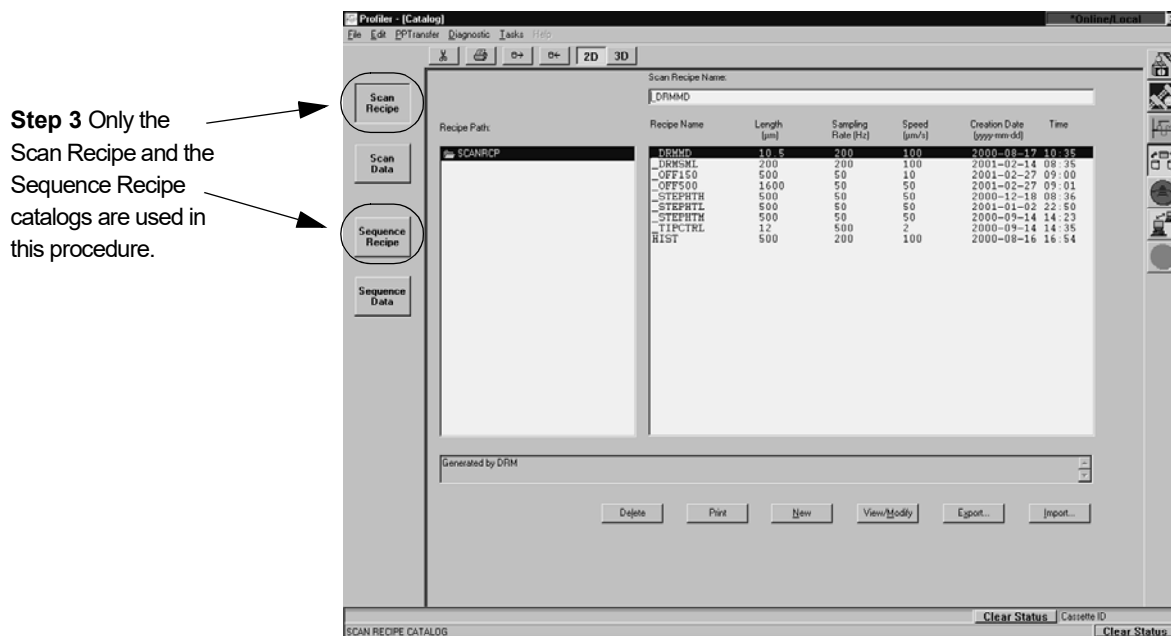 Profiler - [Catalog]
*Online/Local
File Edit PPTransfer Diagnostic Tasks Help
2D 3D
Step 3 Only the
Scan Recipe and the
Sequence Recipe
catalogs are used in
this procedure.
Scan
Recipe
Scan
Data
Sequence
Recipe
Sequence
Data
Scan Recipe Name:
_DRMMD
Recipe Path:
SCANRCP
Recipe Name Length Sampling Speed Creation Date Time
[µm] Rate [Hz] [µm/s] [yyyy-mm-dd]
_DRMMD 10.5 200 100 2000-08-17 10:35
_DRMSML 200 200 100 2001-02-14 08:35
_OFF150 500 50 10 2001-02-27 09:00
_OFF500 1600 50 50 2001-02-27 09:01
_STEPHTH 500 50 50 2000-12-18 08:36
_STEPHTL 500 50 50 2001-01-02 22:50
_STEPHTM 500 50 50 2000-09-14 14:23
_TIPCTRL 12 500 2 2000-09-14 14:35
HIST 500 200 100 2000-08-16 16:54
Generated by DRM
Delete Print New View/Modify Export... Import...
Clear Status Cassette ID
SCAN RECIPE CATALOG Clear Status